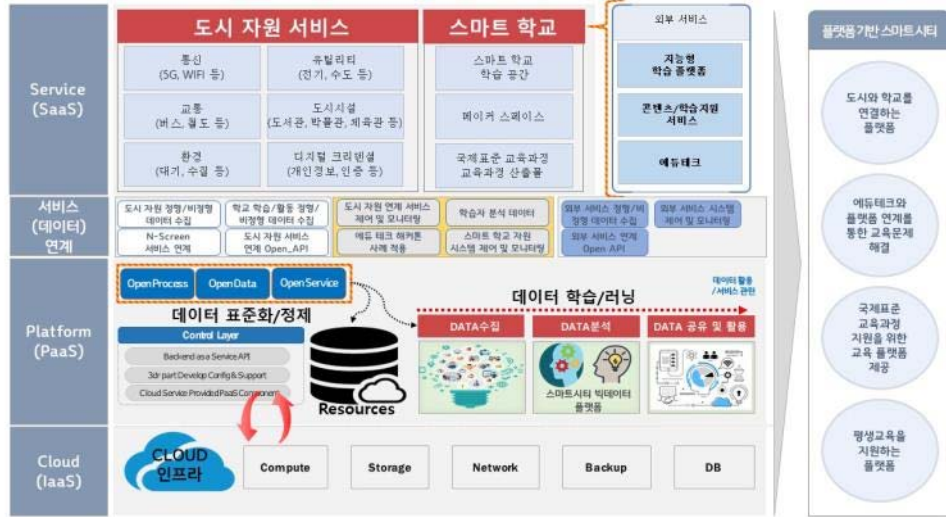 Service
(SaaS)
도시 자원 서비스
통신
(5G, WIFI 등)
유틸리티
(전기, 수도 등)
교통
(버스, 철도 등)
도시시설
(도서관, 박물관, 체육관 등)
환경
(대기, 수질 등)
디지털 크리덴셜
(개인정보, 인증 등)
스마트 학교
스마트 학교
학습 공간
메이커 스페이스
국제표준 교육과정
교육과정 산출물
외부 서비스
지능형
학습 플랫폼
콘텐츠/학습지원
서비스
에듀테크
서비스
(데이터)
연계
도시 자원 정형/비정형
데이터 수집
학교 학습/활동 정형/
비정형 데이터 수집
N-Screen
서비스 연계
도시 자원 서비스
연계 Open_API
도시 자원 연계 서비스
제어 및 모니터링
학습자 분석 데이터
에듀 테크 해커톤
사례 적용
스마트 학교 자원
시스템 제어 및 모니터링
외부 서비스 정형/비
정형 데이터 수집
외부 서비스 시스템
제어 및 모니터링
외부 서비스 연계
Open API
Platform
(PaaS)
Open Process
Open Data
Open Service
데이터 표준화/정제
Control Layer
Backend as a Service API
3dr part Develop Config & Support
Cloud Service Provided PaaS Component
Resources
데이터 학습/러닝
데이터 활용
/서비스 관련
DATA수집
DATA분석
DATA 공유 및 활용
스마트시티 빅데이터
플랫폼
Cloud
(IaaS)
CLOUD
인프라
Compute
Storage
Network
Backup
DB
플랫폼 기반 스마트 시티
도시와 학교를
연결하는
플랫폼
에듀테크와
플랫폼 연계를
통한 교육문제
해결
국제표준
교육과정
지원을 위한
교육 플랫폼
제공
평생교육을
지원하는
플랫폼